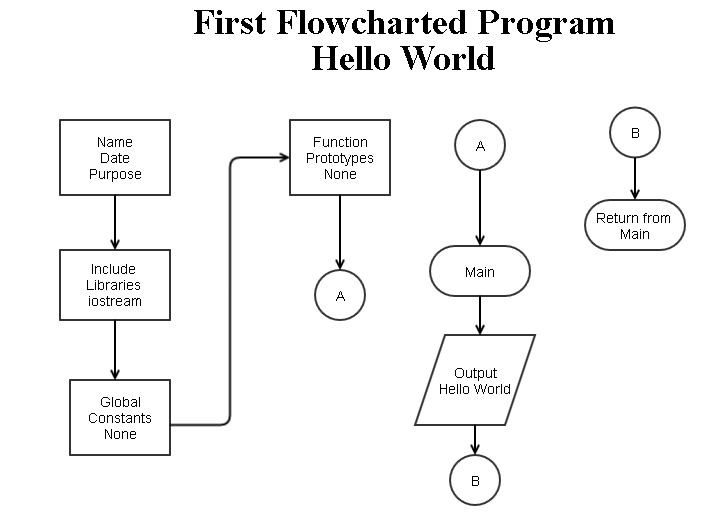 First Flowcharted Program
Hello World
Name
Date
Purpose
Include
Libraries
iostream
Global
Constants
None
Function
Prototypes
None
A
A
Main
Output
Hello World
B
B
Return from
Main